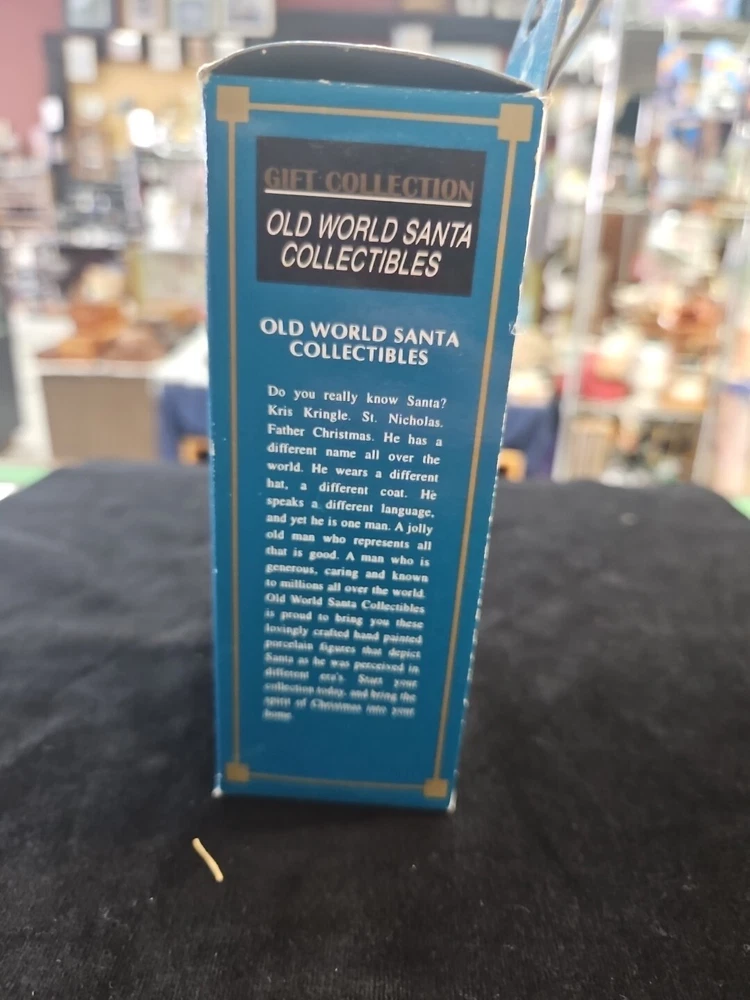 GIFT COLLECTION
OLD WORLD SANTA
COLLECTIBLES
OLD WORLD SANTA
COLLECTIBLES
Do you really know Santa?
Kris Kringle. St. Nicholas.
Father Christmas. He has a
different name all over the
world. He wears a different
hat, a different coat. He
speaks a different language,
and yet he is one man. A jolly
old man who represents all
that is good. A man who is
generous, caring and known
to millions all over the world.
Old World Santa Collectibles
is proud to bring you these
lovingly crafted hand painted
porcelain figures that depict
Santa as he was perceived in
different era's. Start your
collection today, and bring the
spirit of Christmas into your
home.